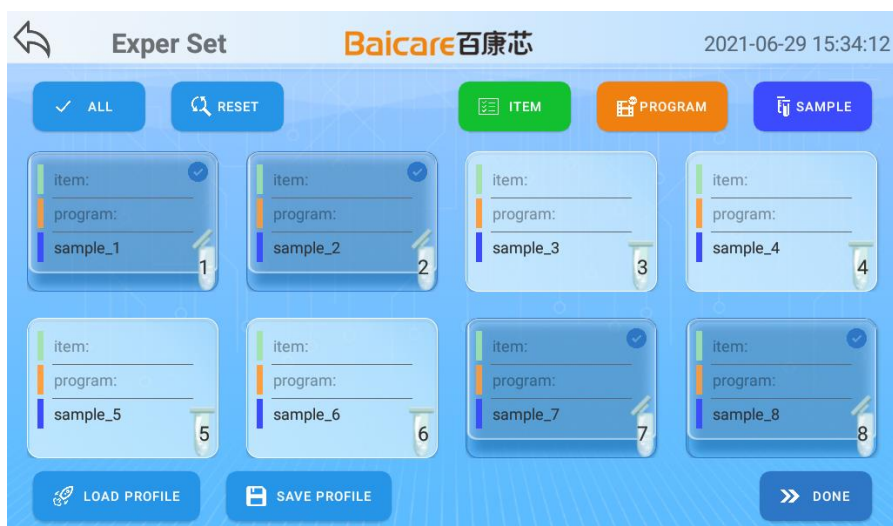 Exper Set Baicare百康芯 2021-06-29 15:34:12
ALL RESET ITEM PROGRAM SAMPLE
item: item: item: item:
program: program: program: program:
sample_1 sample_2 sample_3 sample_4
1 2 3 4
item: item: item: item:
program: program: program: program:
sample_5 sample_6 sample_7 sample_8
5 6 7 8
LOAD PROFILE SAVE PROFILE DONE